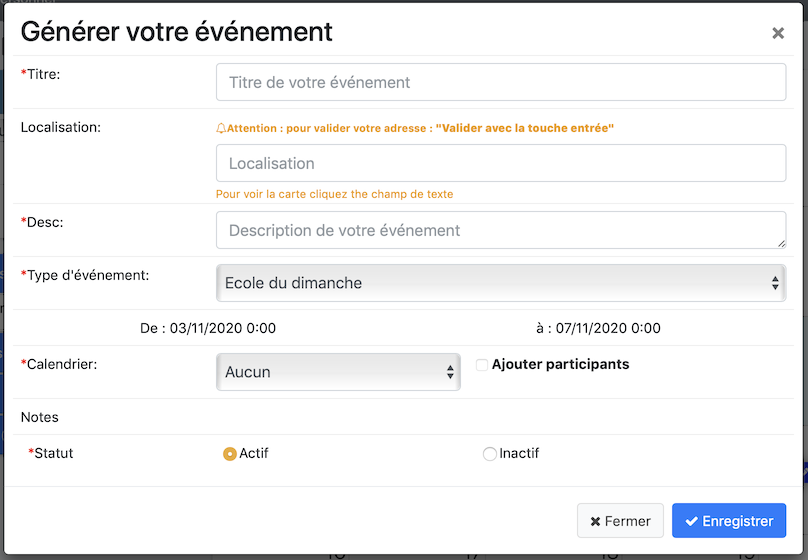 Générer votre événement
×
*Titre:
Titre de votre événement
Localisation:
Attention : pour valider votre adresse : "Valider avec la touche entrée"
Localisation
Pour voir la carte cliquez the champ de texte
*Desc:
Description de votre événement
*Type d'événement:
Ecole du dimanche
De : 03/11/2020 0:00 à : 07/11/2020 0:00
*Calendrier:
Aucun
Ajouter participants
Notes
*Statut
Actif
Inactif
Fermer
Enregistrer